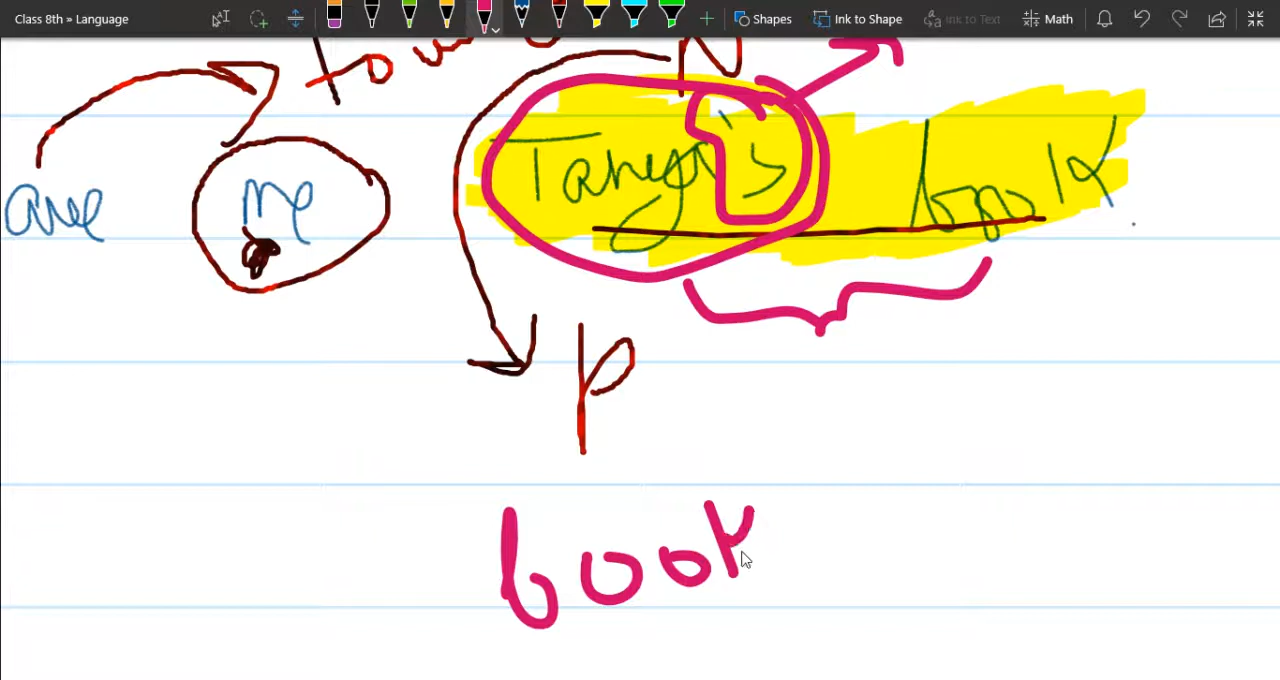 Class 8th » Language
Shapes
Ink to Shape
Ink to Text
Math
N
are
me
Tanya's book
p
book